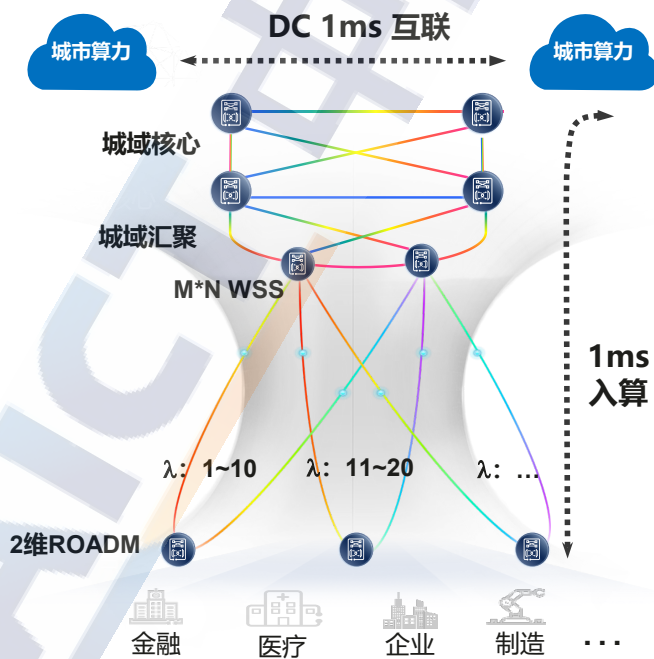 DC 1ms 互联
城市算力
城市算力
城域核心
城域汇聚
M*N WSS
1ms
入算
λ：1~10
λ：11~20
λ：…
2维ROADM
金融
医疗
企业
制造
...